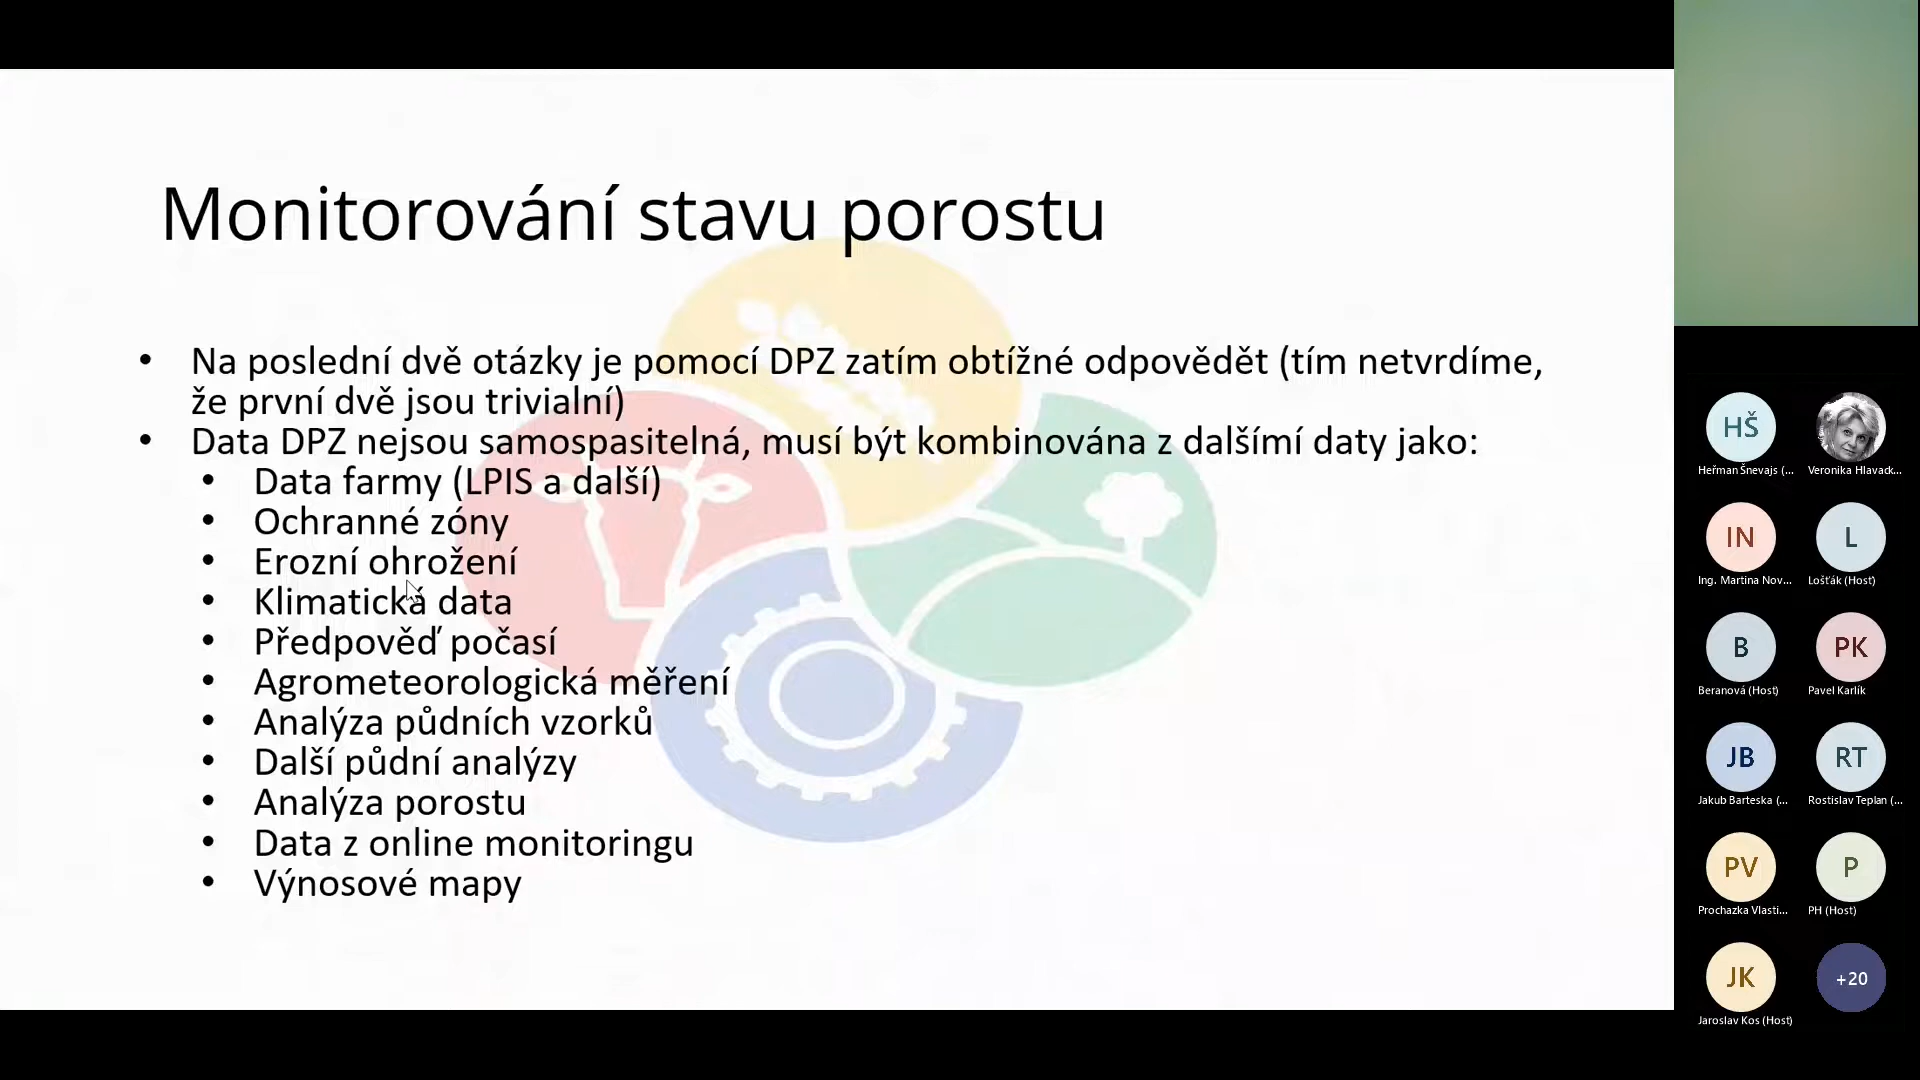 Monitorování stavu porostu
• Na poslední dvě otázky je pomocí DPZ zatím obtížné odpovědět (tím netvrdíme,
že první dvě jsou trivialní)
• Data DPZ nejsou samospasitelná, musí být kombinována z dalšímí daty jako:
• Data farmy (LPIS a další)
• Ochranné zóny
• Erozní ohrožení
• Klimatická data
• Předpověď počasí
• Agrometeorologická měření
• Analýza půdních vzorků
• Další půdní analýzy
• Analýza porostu
• Data z online monitoringu
• Výnosové mapy
HŠ
Heřman Šnevajs (...
Veronika Hlavack...
IN
Ing. Martina Nov...
L
Lošťák (Host)
B
Beranová (Host)
PK
Pavel Karlík
JB
Jakub Barteska (...
RT
Rostislav Teplan (...
PV
Prochazka Vlasti...
P
PH (Host)
JK
Jaroslav Kos (Host)
+20